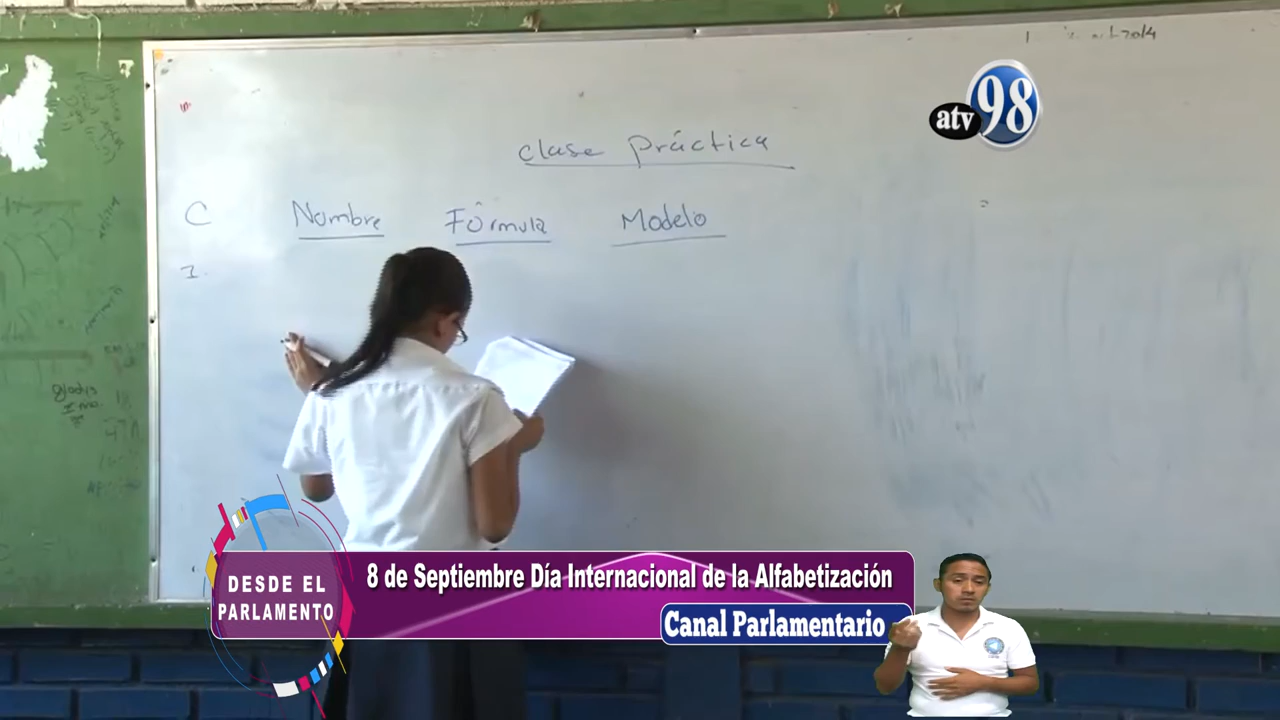 atv 98
clase práctica
C Nombre Fórmula Modelo
1.
DESDE EL
PARLAMENTO
8 de Septiembre Día Internacional de la Alfabetización
Canal Parlamentario